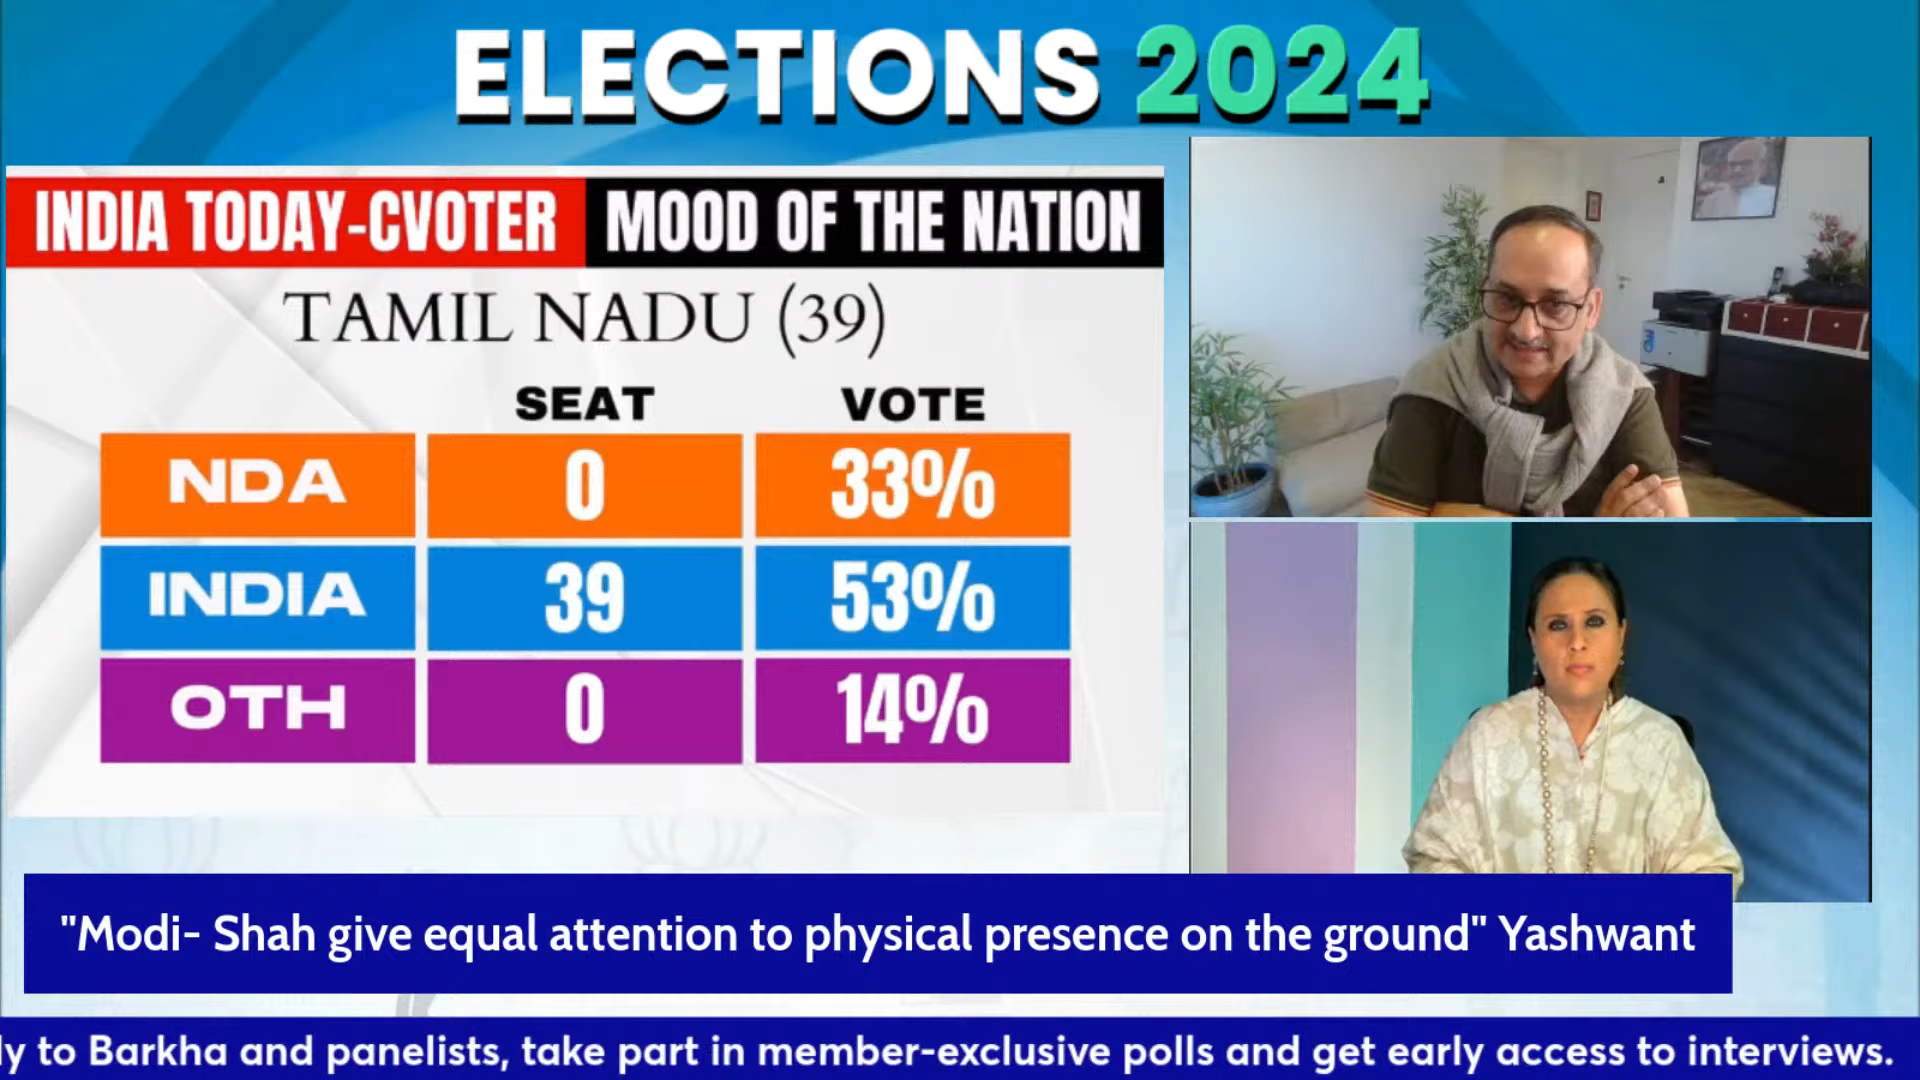 ELECTIONS 2024
INDIA TODAY-CVOTER MOOD OF THE NATION
TAMIL NADU (39)
SEAT VOTE
NDA 0 33%
INDIA 39 53%
OTH 0 14%
"Modi- Shah give equal attention to physical presence on the ground" Yashwant
to Barkha and panelists, take part in member-exclusive polls and get early access to interviews.